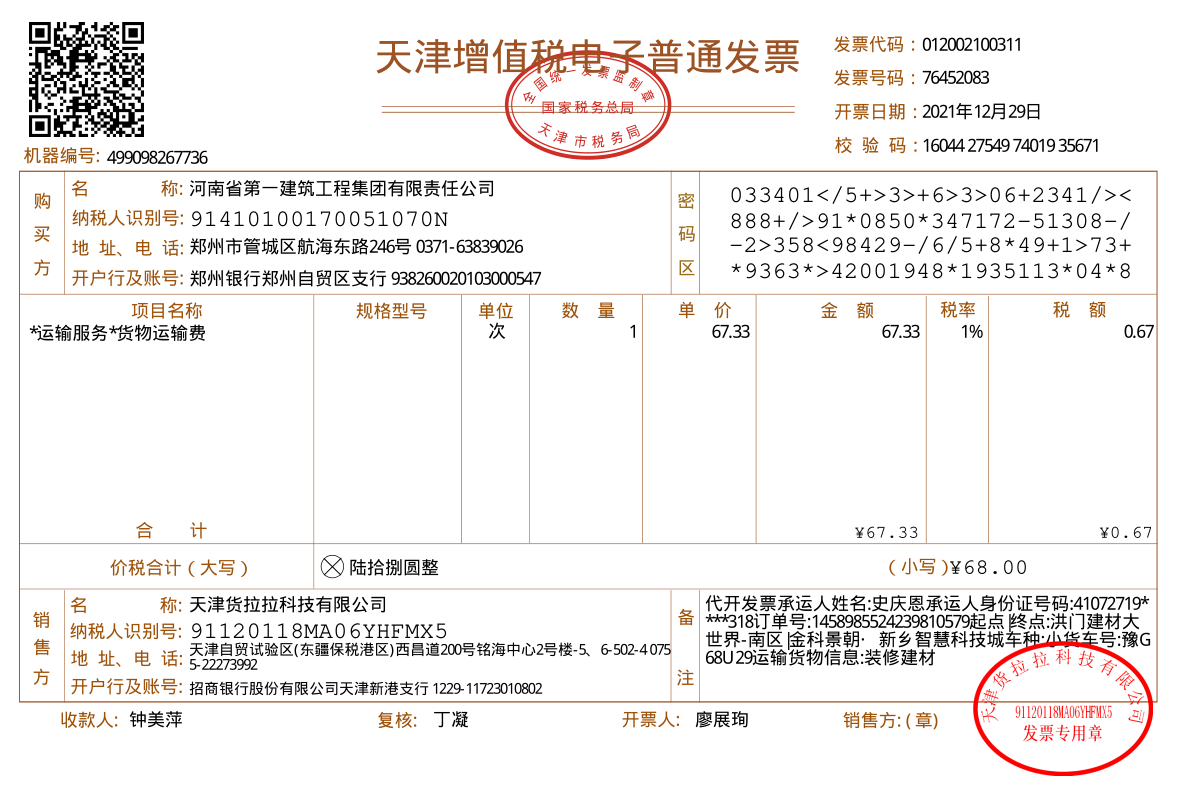 天津增值税电子普通发票
全国统一发票监制章
国家税务总局
天津市税务局
发票代码：012002100311
发票号码：76452083
开票日期：2021年12月29日
校 验 码：16044 27549 74019 35671
机器编号: 499098267736
购买方
名 称: 河南省第一建筑工程集团有限责任公司
纳税人识别号: 91410100170051070N
地 址、电 话: 郑州市管城区航海东路246号 0371-63839026
开户行及账号: 郑州银行郑州自贸区支行 938260020103000547
密码区
033401</5+>3>+6>3>06+2341/><
888+/>91*0850*347172-51308-/
-2>358<98429-/6/5+8*49+1>73+
*9363*>42001948*1935113*04*8
项目名称 规格型号 单位 数 量 单 价 金 额 税率 税 额
*运输服务*货物运输费 次 1 67.33 67.33 1% 0.67
合 计 ¥67.33 ¥0.67
价税合计（大写） ⊗陆拾捌圆整 （小写）¥68.00
销售方
名 称: 天津货拉拉科技有限公司
纳税人识别号: 91120118MA06YHFMX5
地 址、电 话: 天津自贸试验区(东疆保税港区)西昌道200号铭海中心2号楼-5、6-502-4 075
5-22273992
开户行及账号: 招商银行股份有限公司天津新港支行 1229-11723010802
备注
代开发票承运人姓名:史庆恩承运人身份证号码:41072719*
***318订单号:1458985524239810579起点|终点:洪门建材大
世界-南区|金科景朝· 新乡智慧科技城车种:小货车号:豫G
68U29运输货物信息:装修建材
收款人: 钟美萍 复核: 丁凝 开票人: 廖展珣 销售方:(章)
天津货拉拉科技有限公司
91120118MA06YHFMX5
发票专用章